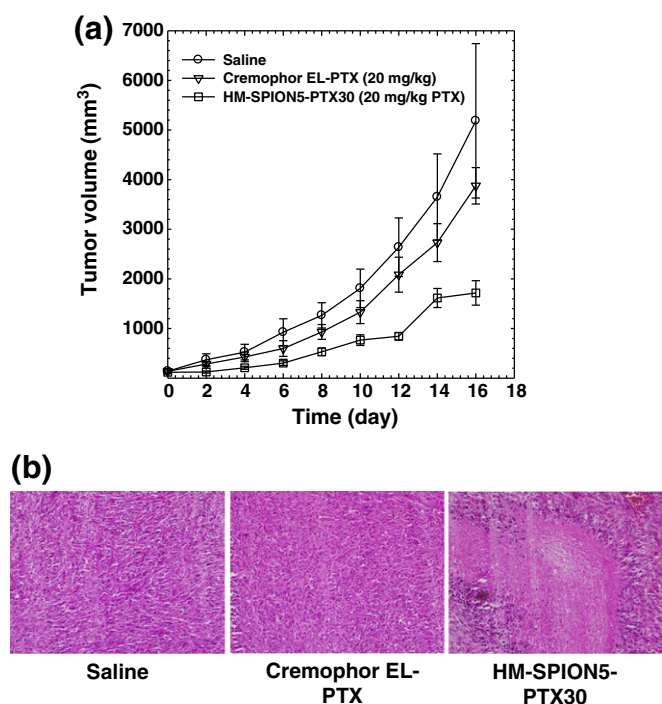 (a)
7000
6000
5000
4000
3000
2000
1000
Tumor volume (mm³)
Saline
Cremophor EL-PTX (20 mg/kg)
HM-SPION5-PTX30 (20 mg/kg PTX)
0 2 4 6 8 10 12 14 16 18
Time (day)
(b)
Saline
Cremophor EL-
PTX
HM-SPION5-
PTX30